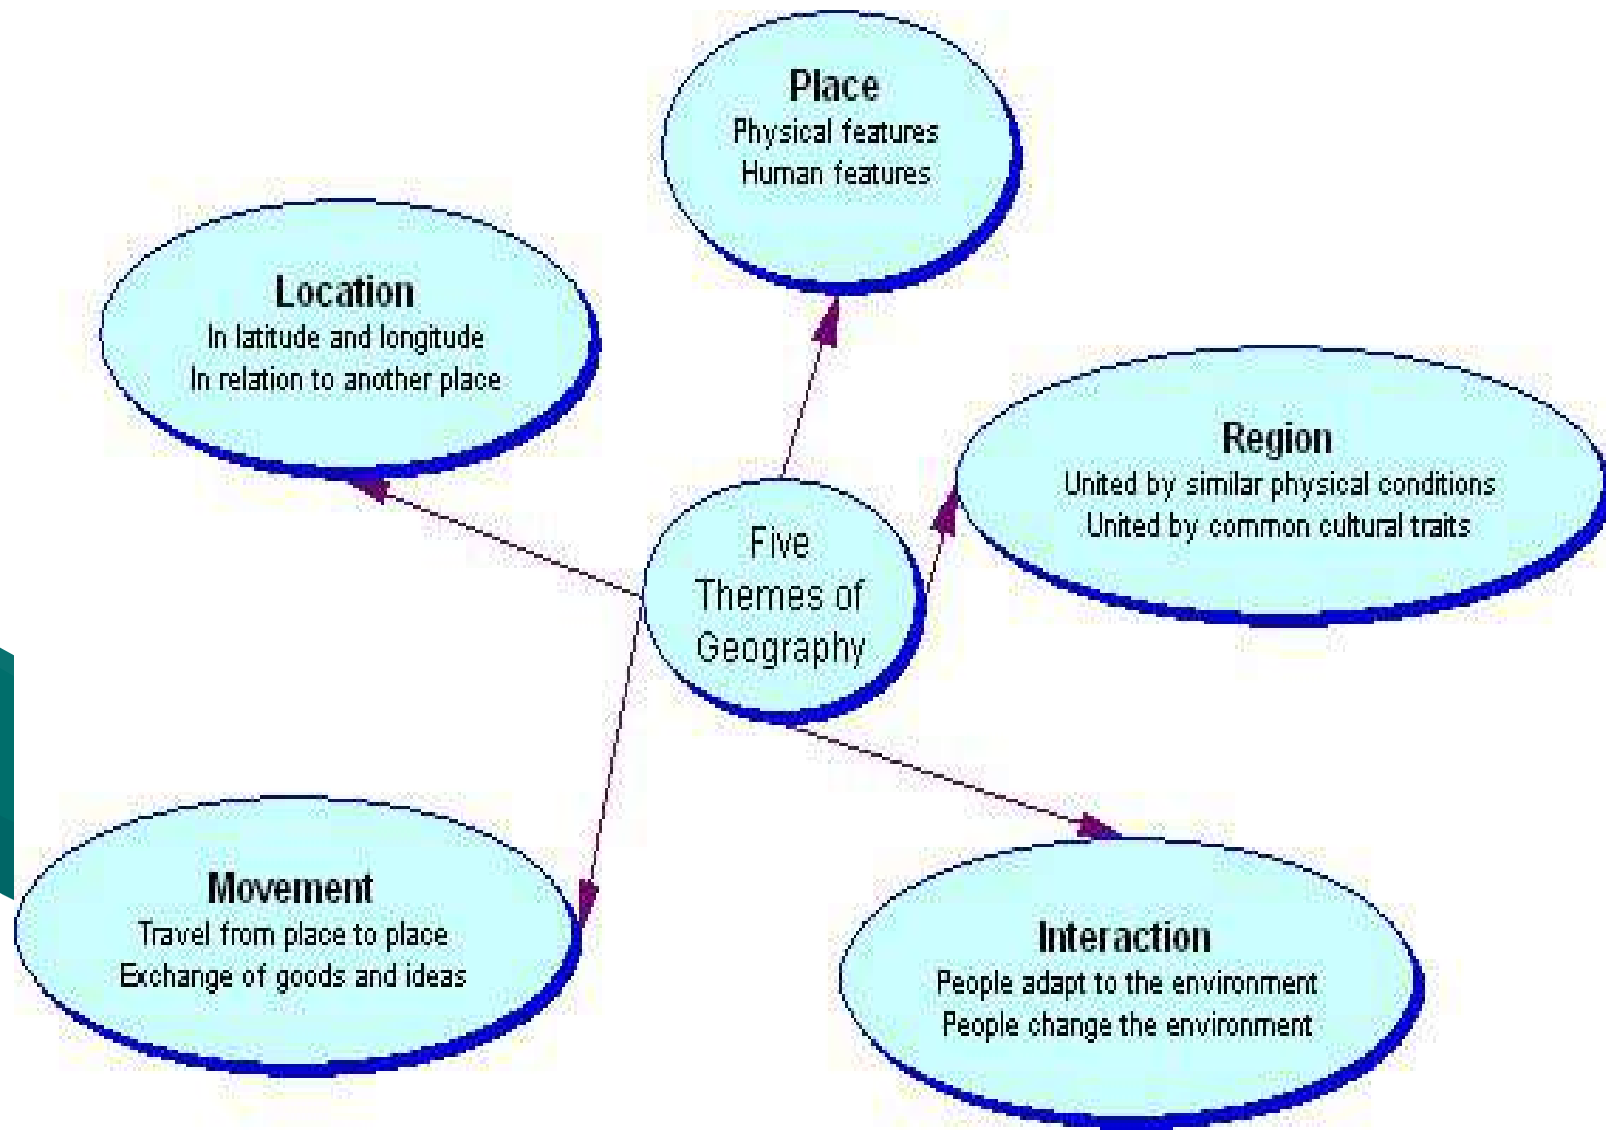 Place
Physical features
Human features
Location
In latitude and longitude
In relation to another place
Region
United by similar physical conditions
United by common cultural traits
Five
Themes of
Geography
Movement
Travel from place to place
Exchange of goods and ideas
Interaction
People adapt to the environment
People change the environment